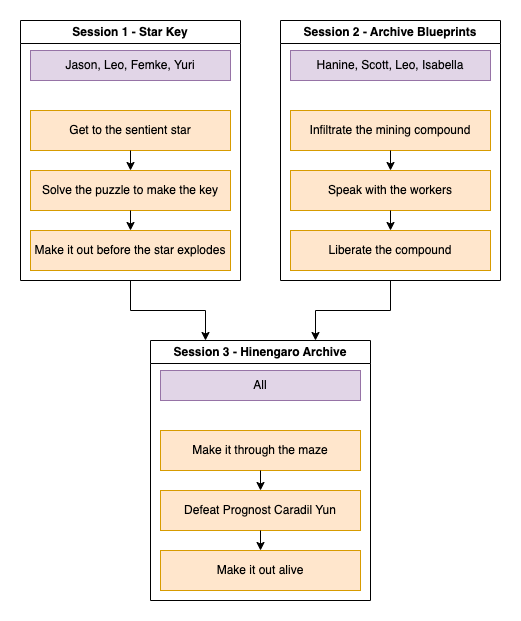 Session 1 - Star Key
Jason, Leo, Femke, Yuri
Get to the sentient star
Solve the puzzle to make the key
Make it out before the star explodes
Session 2 - Archive Blueprints
Hanine, Scott, Leo, Isabella
Infiltrate the mining compound
Speak with the workers
Liberate the compound
Session 3 - Hinengaro Archive
All
Make it through the maze
Defeat Prognost Caradil Yun
Make it out alive